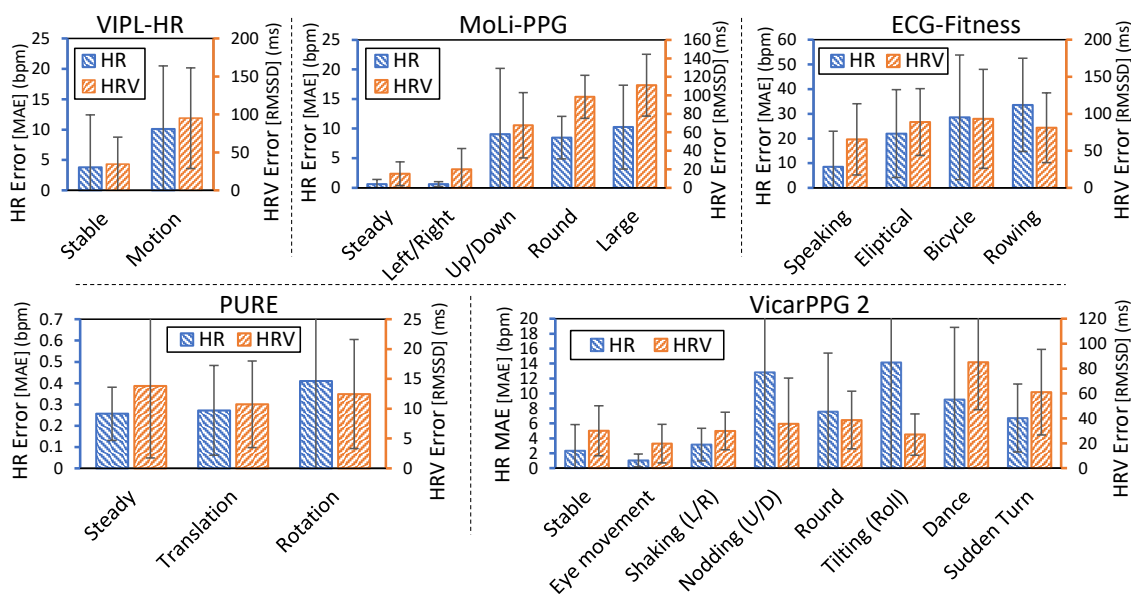 VIPL-HR
HR Error [MAE] (bpm)
25
20
15
10
5
0
HR
HRV
200
150
100
50
0
HRV Error [RMSSD] (ms)
Stable
Motion
MoLi-PPG
HR Error [MAE] (bpm)
25
20
15
10
5
0
HR
HRV
160
140
120
100
80
60
40
20
0
HRV Error [RMSSD] (ms)
Steady
Left/Right
Up/Down
Round
Large
ECG-Fitness
HR Error [MAE] (bpm)
60
50
40
30
20
10
0
HR
HRV
200
150
100
50
0
HRV Error [RMSSD] (ms)
Speaking
Eliptical
Bicycle
Rowing
PURE
HR Error [MAE] (bpm)
0.7
0.6
0.5
0.4
0.3
0.2
0.1
0
HR
HRV
25
20
15
10
5
0
HRV Error [RMSSD] (ms)
Steady
Translation
Rotation
VicarPPG 2
HR MAE [MAE] (bpm)
20
18
16
14
12
10
8
6
4
2
0
HR
HRV
120
100
80
60
40
20
0
HRV Error [RMSSD] (ms)
Stable
Eye movement
Shaking (L/R)
Nodding (U/D)
Round
Tilting (Roll)
Dance
Sudden Turn